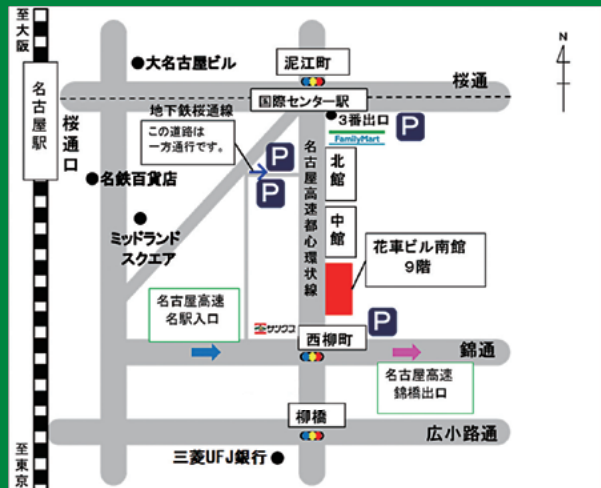 至大阪
名古屋駅
桜通口
至東京
大名古屋ビル
泥江町
桜通
N
国際センター駅
地下鉄桜通線
3番出口
FamilyMart
P
この道路は
一方通行です。
P
P
名鉄百貨店
ミッドランド
スクエア
名古屋高速都心環状線
北館
中館
花車ビル南館
9階
名古屋高速
名駅入口
サンクス
西柳町
P
錦通
名古屋高速
錦橋出口
柳橋
広小路通
三菱UFJ銀行